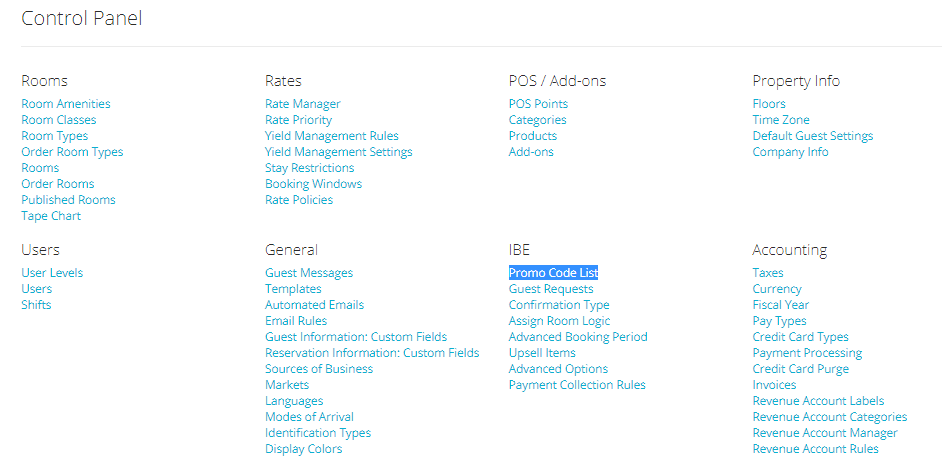 Control Panel
Rooms
Room Amenities
Room Classes
Room Types
Order Room Types
Rooms
Order Rooms
Published Rooms
Tape Chart
Rates
Rate Manager
Rate Priority
Yield Management Rules
Yield Management Settings
Stay Restrictions
Booking Windows
Rate Policies
POS / Add-ons
POS Points
Categories
Products
Add-ons
Property Info
Floors
Time Zone
Default Guest Settings
Company Info
Users
User Levels
Users
Shifts
General
Guest Messages
Templates
Automated Emails
Email Rules
Guest Information: Custom Fields
Reservation Information: Custom Fields
Sources of Business
Markets
Languages
Modes of Arrival
Identification Types
Display Colors
IBE
Promo Code List
Guest Requests
Confirmation Type
Assign Room Logic
Advanced Booking Period
Upsell Items
Advanced Options
Payment Collection Rules
Accounting
Taxes
Currency
Fiscal Year
Pay Types
Credit Card Types
Payment Processing
Credit Card Purge
Invoices
Revenue Account Labels
Revenue Account Categories
Revenue Account Manager
Revenue Account Rules